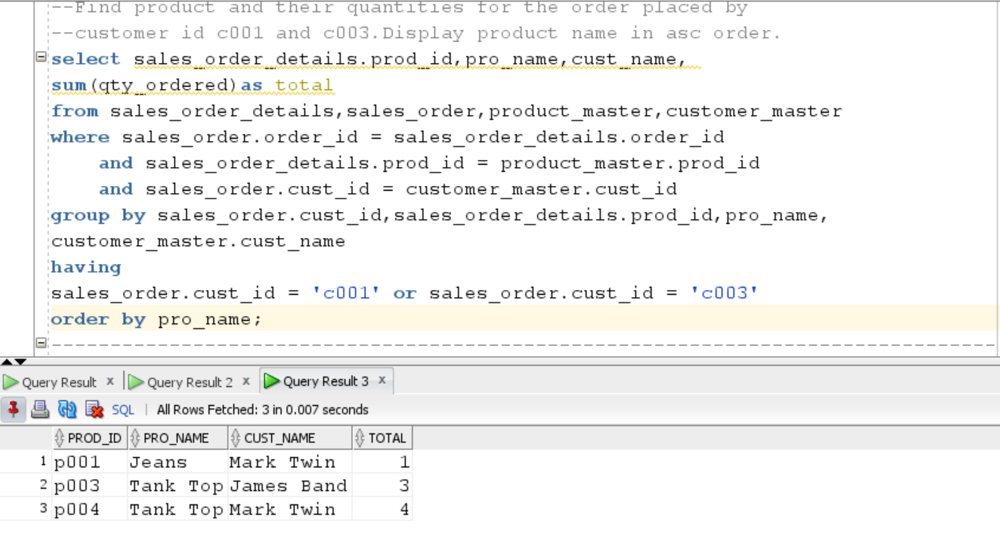 --Find product and their quantities for the order placed by
--customer id c001 and c003.Display product name in asc order.
select sales_order_details.prod_id,pro_name,cust_name,
sum(qty_ordered)as total
from sales_order_details,sales_order,product_master,customer_master
where sales_order.order_id = sales_order_details.order_id
and sales_order_details.prod_id = product_master.prod_id
and sales_order.cust_id = customer_master.cust_id
group by sales_order.cust_id,sales_order_details.prod_id,pro_name,
customer_master.cust_name
having
sales_order.cust_id = 'c001' or sales_order.cust_id = 'c003'
order by pro_name;
--------------------------------------------------------------------------------
Query Result x Query Result 2 x Query Result 3 x
SQL | All Rows Fetched: 3 in 0.007 seconds
PROD_ID PRO_NAME CUST_NAME TOTAL
1 p001 Jeans Mark Twin 1
2 p003 Tank Top James Band 3
3 p004 Tank Top Mark Twin 4